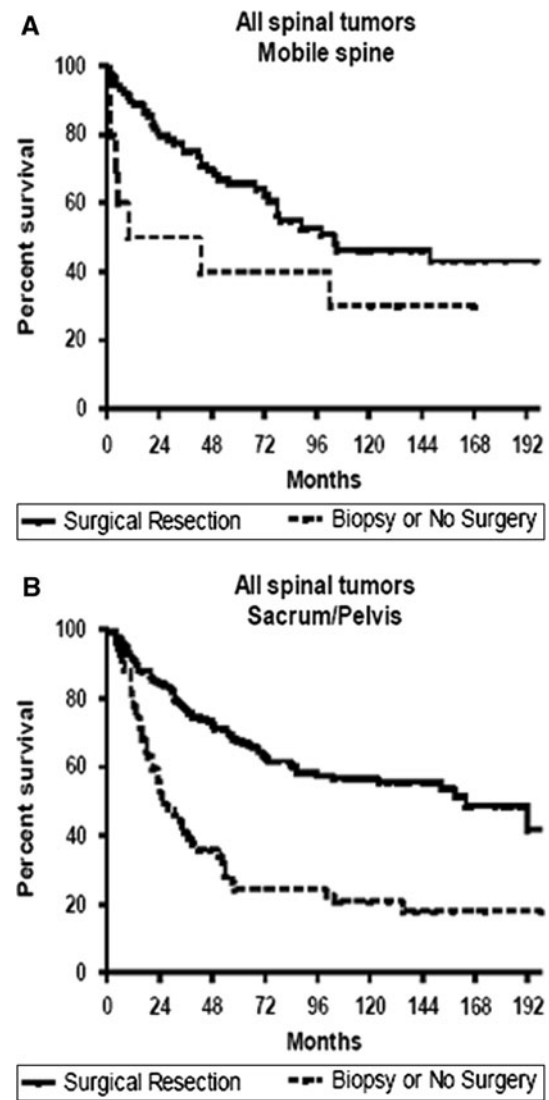 A
All spinal tumors
Mobile spine
Percent survival
100
80
60
40
20
0
0 24 48 72 96 120 144 168 192
Months
Surgical Resection Biopsy or No Surgery
B
All spinal tumors
Sacrum/Pelvis
Percent survival
100
80
60
40
20
0
0 24 48 72 96 120 144 168 192
Months
Surgical Resection Biopsy or No Surgery